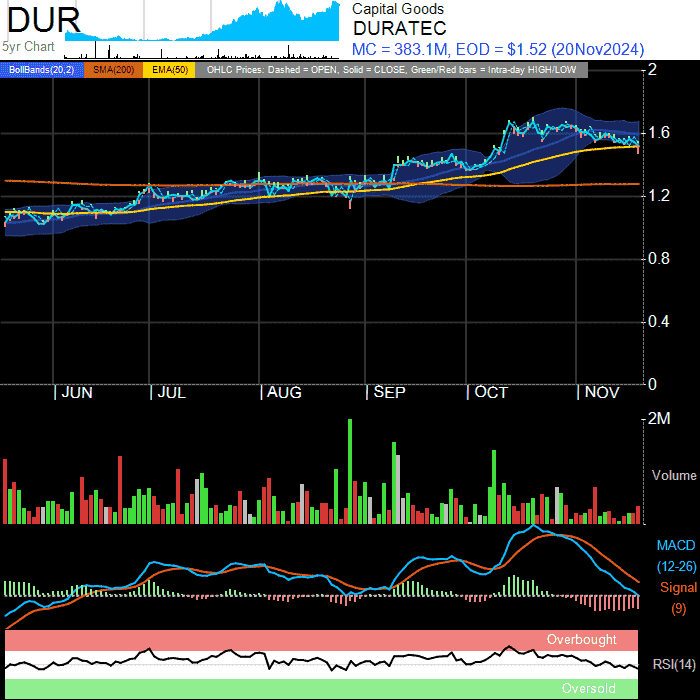 DUR
5yr Chart
Capital Goods
DURATEC
MC = 383.1M, EOD = $1.52 (20Nov2024)
BollBands(20,2) SMA(200) EMA(50) OHLC Prices: Dashed = OPEN, Solid = CLOSE, Green/Red bars = Intra-day HIGH/LOW
2
1.6
1.2
0.8
0.4
0
JUN JUL AUG SEP OCT NOV
2M
Volume
MACD
(12-26)
Signal
(9)
Overbought
RSI(14)
Oversold